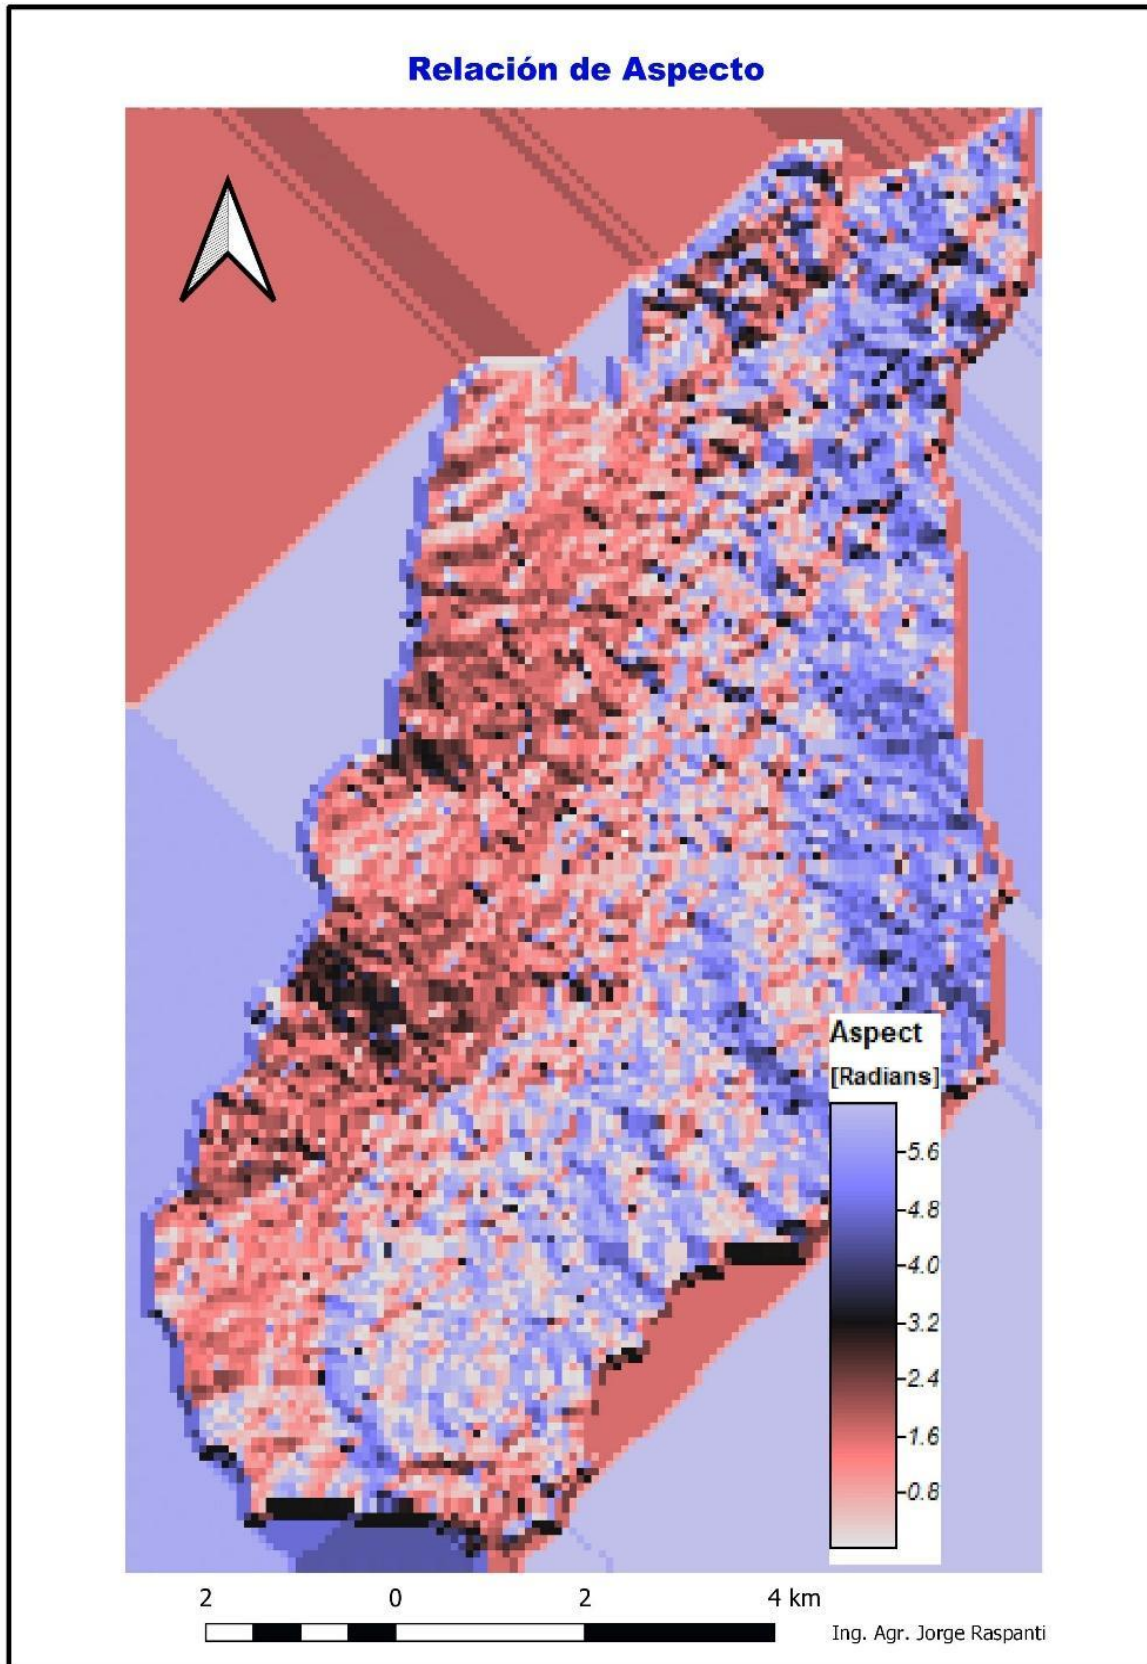 Relación de Aspecto
Aspect
[Radians]
5.6
4.8
4.0
3.2
2.4
1.6
0.8
2 0 2 4 km
Ing. Agr. Jorge Raspanti